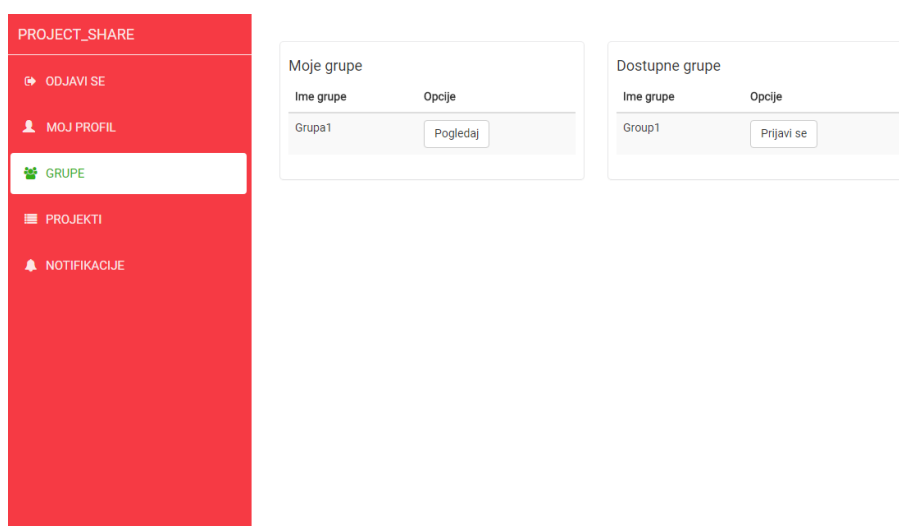 PROJECT_SHARE
ODJAVI SE
MOJ PROFIL
GRUPE
PROJEKTI
NOTIFIKACIJE
Moje grupe
Ime grupe Opcije
Grupa1 Pogledaj
Dostupne grupe
Ime grupe Opcije
Group1 Prijavi se